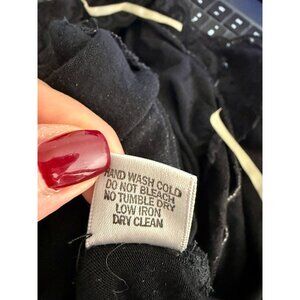 HAND WASH COLD
DO NOT BLEACH
NO TUMBLE DRY
LOW IRON
DRY CLEAN